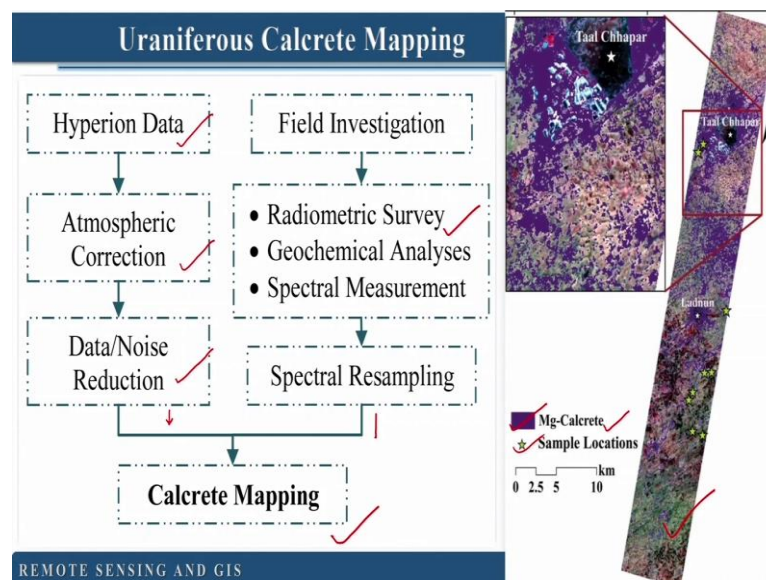 Uraniferous Calcrete Mapping
Hyperion Data
Atmospheric
Correction
Data/Noise
Reduction
Field Investigation
• Radiometric Survey
• Geochemical Analyses
• Spectral Measurement
Spectral Resampling
Calcrete Mapping
Taal Chhapar
Taal Chhapar
Ladnun
Mg-Calcrete
Sample Locations
km
0 2.5 5 10
REMOTE SENSING AND GIS